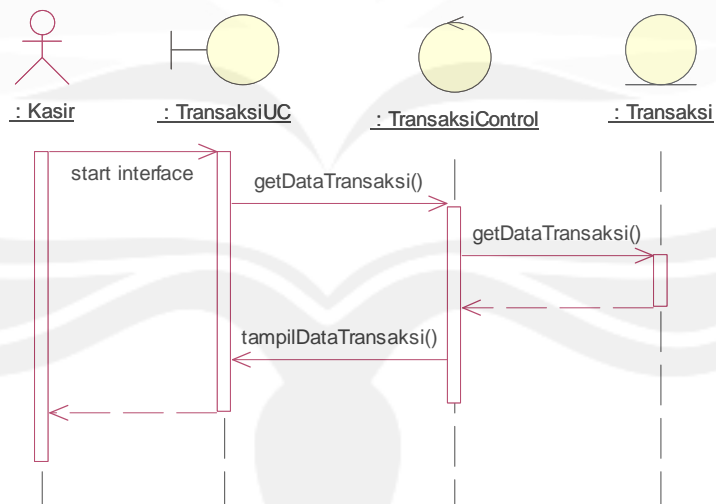 : Kasir
: TransaksiUC
: TransaksiControl
: Transaksi
start interface
getDataTransaksi()
getDataTransaksi()
tampilDataTransaksi()